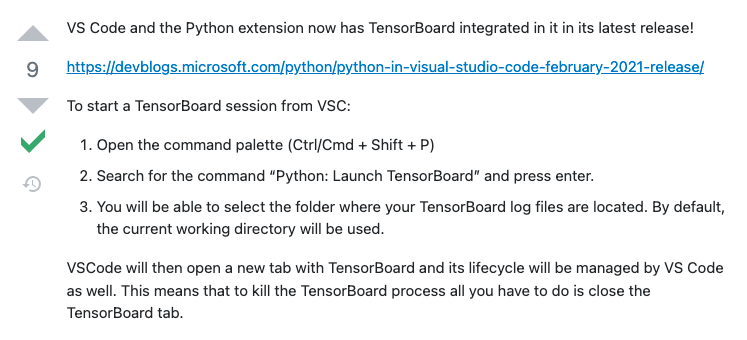 VS Code and the Python extension now has TensorBoard integrated in it in its latest release!
9
https://devblogs.microsoft.com/python/python-in-visual-studio-code-february-2021-release/
To start a TensorBoard session from VSC:
1. Open the command palette (Ctrl/Cmd + Shift + P)
2. Search for the command “Python: Launch TensorBoard” and press enter.
3. You will be able to select the folder where your TensorBoard log files are located. By default,
the current working directory will be used.
VSCode will then open a new tab with TensorBoard and its lifecycle will be managed by VS Code
as well. This means that to kill the TensorBoard process all you have to do is close the
TensorBoard tab.